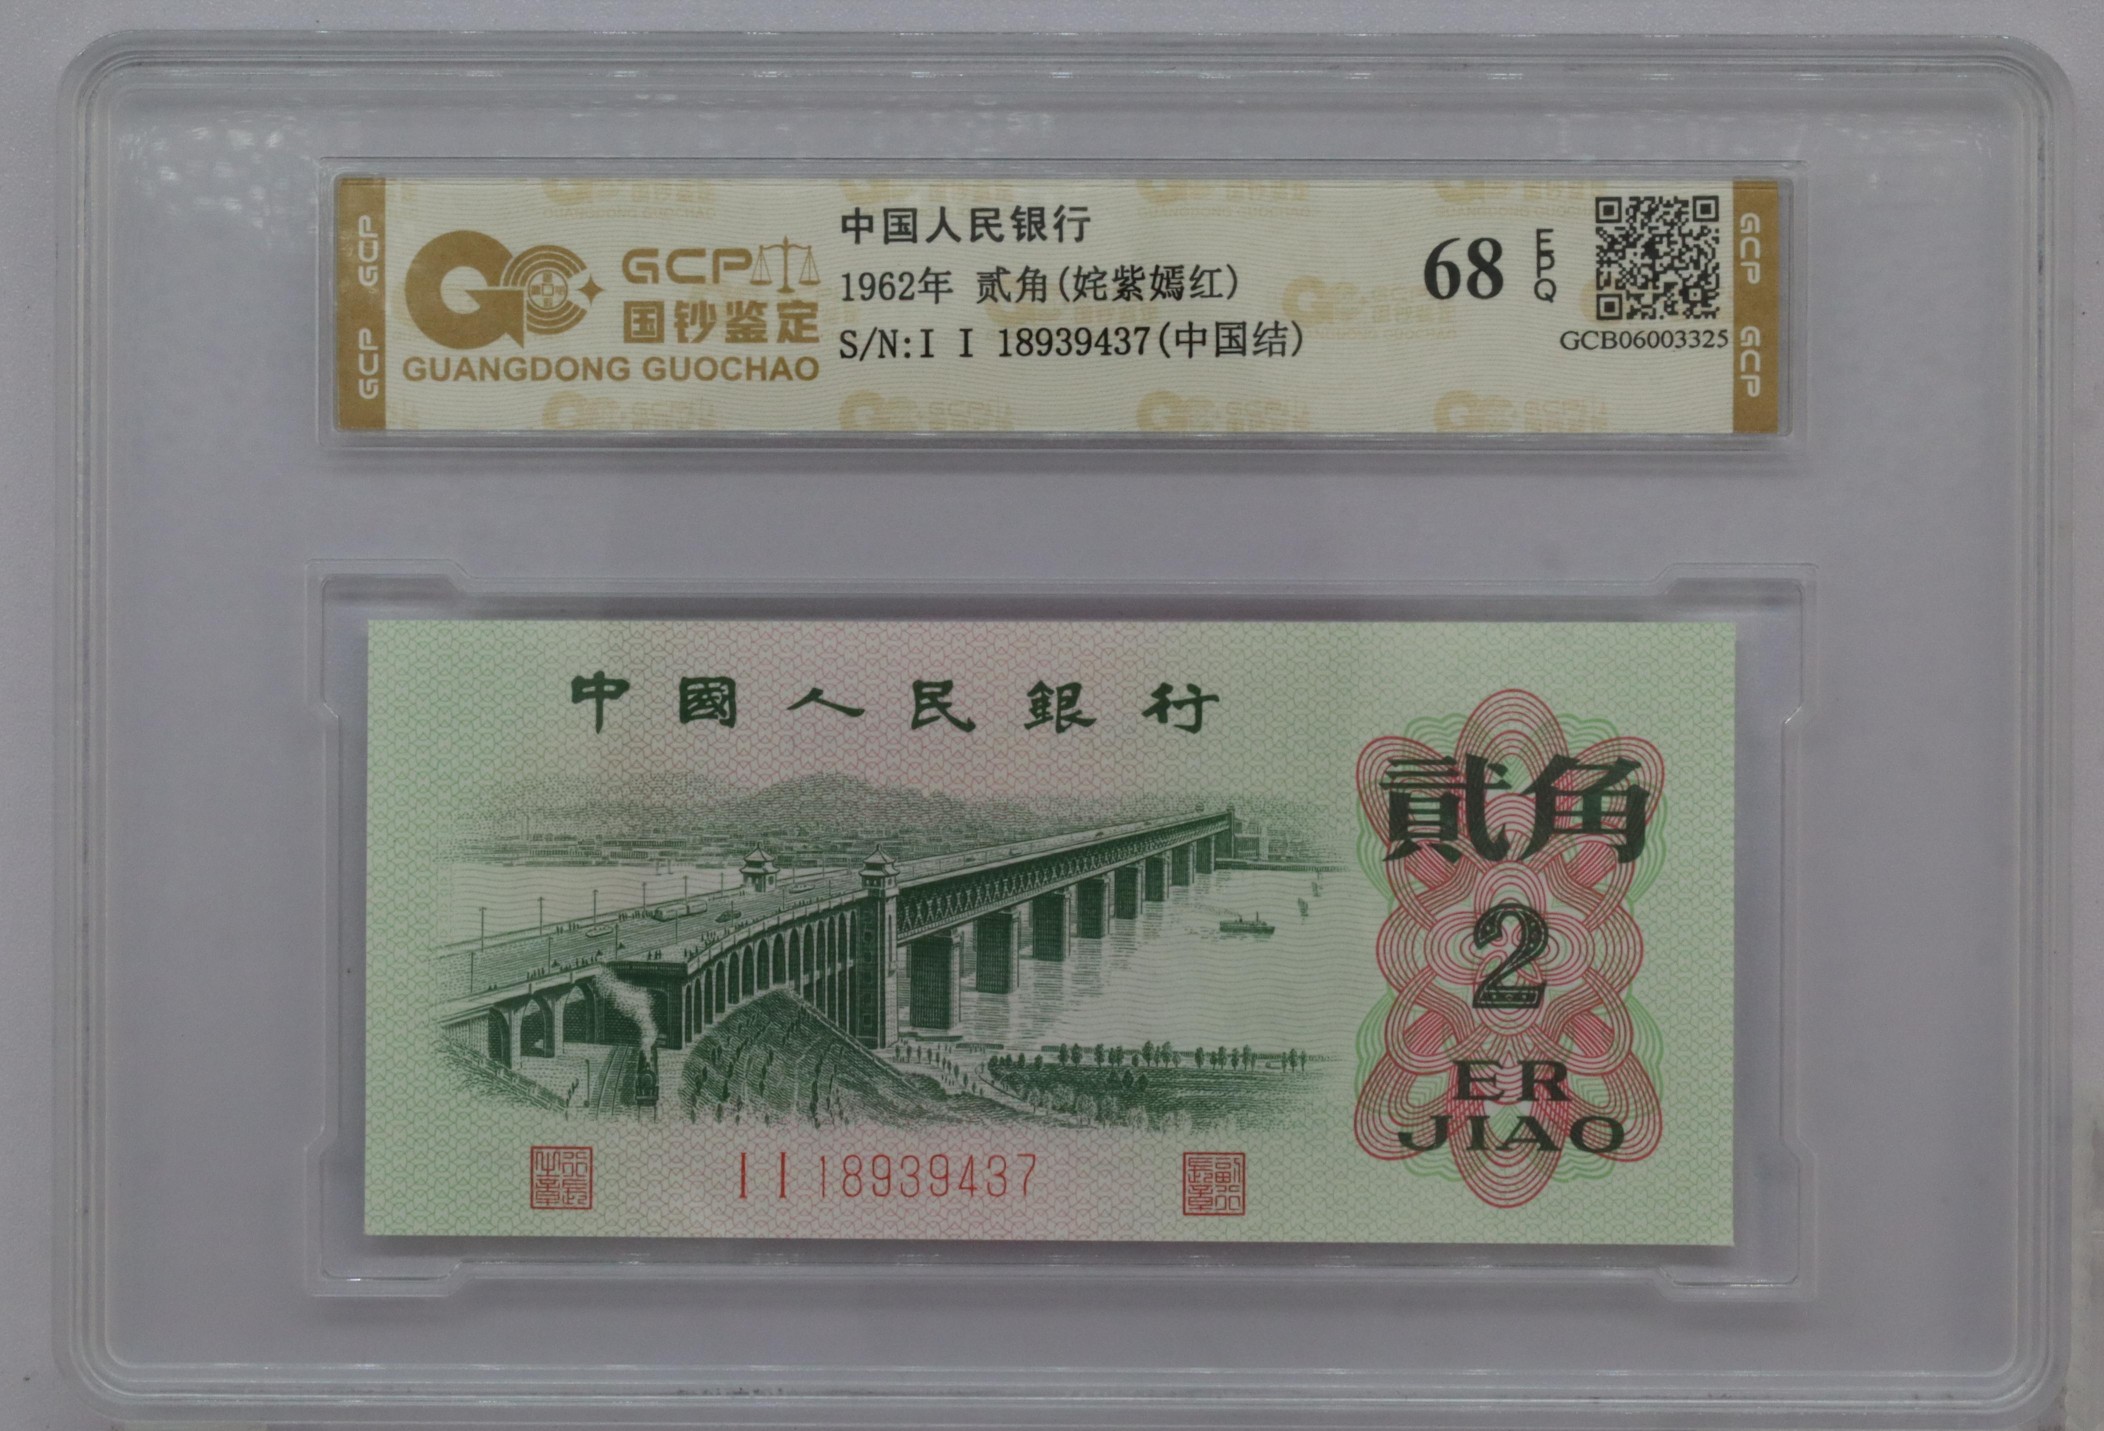 GCP
GCP
GCP
国钞鉴定
GUANGDONG GUOCHAO
中国人民银行
1962年 贰角(姹紫嫣红)
S/N:I I 18939437(中国结)
68
EPQ
GCB06003325
GCP
GCP
中國人民銀行
貳角
2
ER
JIAO
I I 18939437